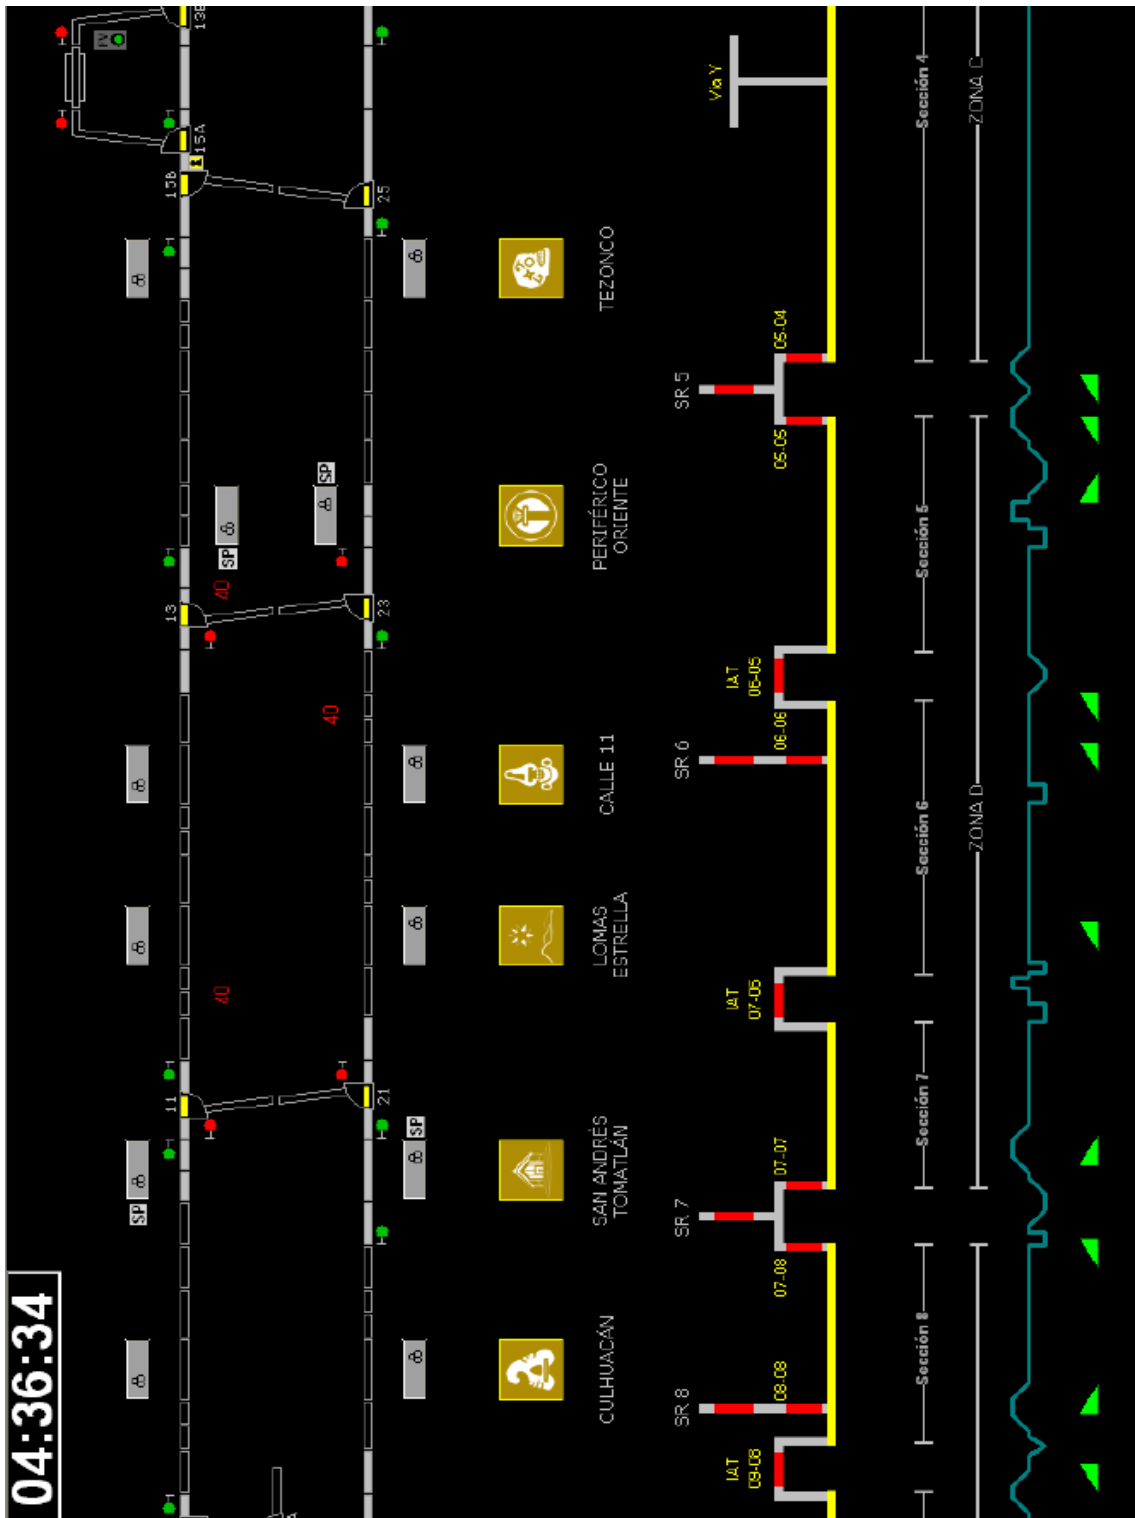 04:36:34
13B
15A
15B
25
13
40
23
40
40
11
21
SP
SP
SP
SP
TEZONCO
PERIFÉRICO
ORIENTE
CALLE 11
LOMAS
ESTRELLA
SAN ANDRÉS
TOMATLÁN
CULHUACÁN
Vía Y
SR 5
05-04
05-05
IAT
06-05
SR 6
06-06
IAT
07-06
SR 7
07-07
07-08
SR 8
08-08
IAT
09-08
Sección 4
Sección 5
Sección 6
Sección 7
Sección 8
ZONA C
ZONA D